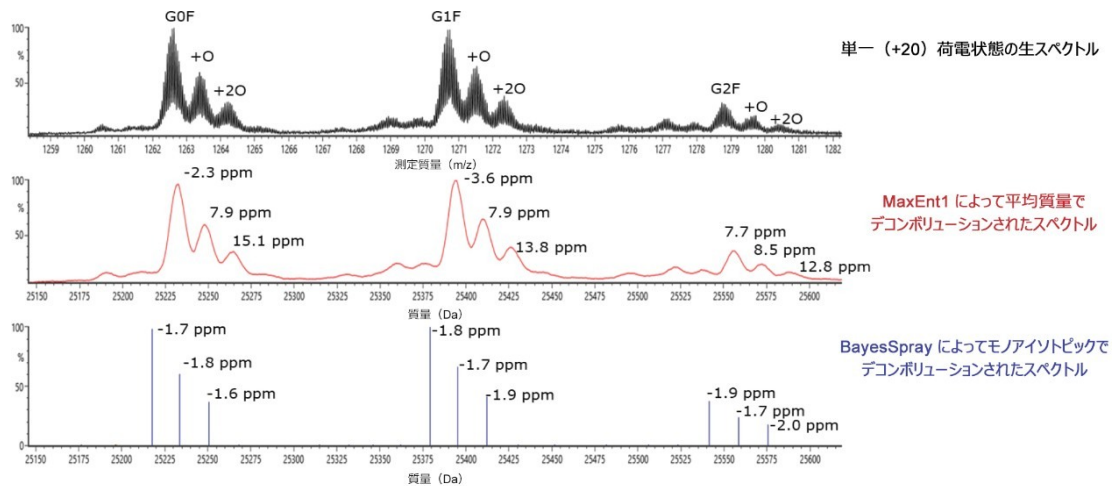 G0F
+O
+2O
G1F
+O
+2O
G2F
+O
+2O
100
%
50
1259 1260 1261 1262 1263 1264 1265 1266 1267 1268 1269 1270 1271 1272 1273 1274 1275 1276 1277 1278 1279 1280 1281 1282
測定質量（m/z）
単一（+20）荷電状態の生スペクトル
-2.3 ppm
7.9 ppm
15.1 ppm
-3.6 ppm
7.9 ppm
13.8 ppm
7.7 ppm
8.5 ppm
12.8 ppm
100
%
50
25150 25175 25200 25225 25250 25275 25300 25325 25350 25375 25400 25425 25450 25475 25500 25525 25550 25575 25600
質量（Da）
MaxEnt1 によって平均質量で
デコンボリューションされたスペクトル
-1.7 ppm
-1.8 ppm
-1.6 ppm
-1.8 ppm
-1.7 ppm
-1.9 ppm
-1.9 ppm
-1.7 ppm
-2.0 ppm
100
%
50
0
25150 25175 25200 25225 25250 25275 25300 25325 25350 25375 25400 25425 25450 25475 25500 25525 25550 25575 25600
質量（Da）
BayesSpray によってモノアイソトピックで
デコンボリューションされたスペクトル